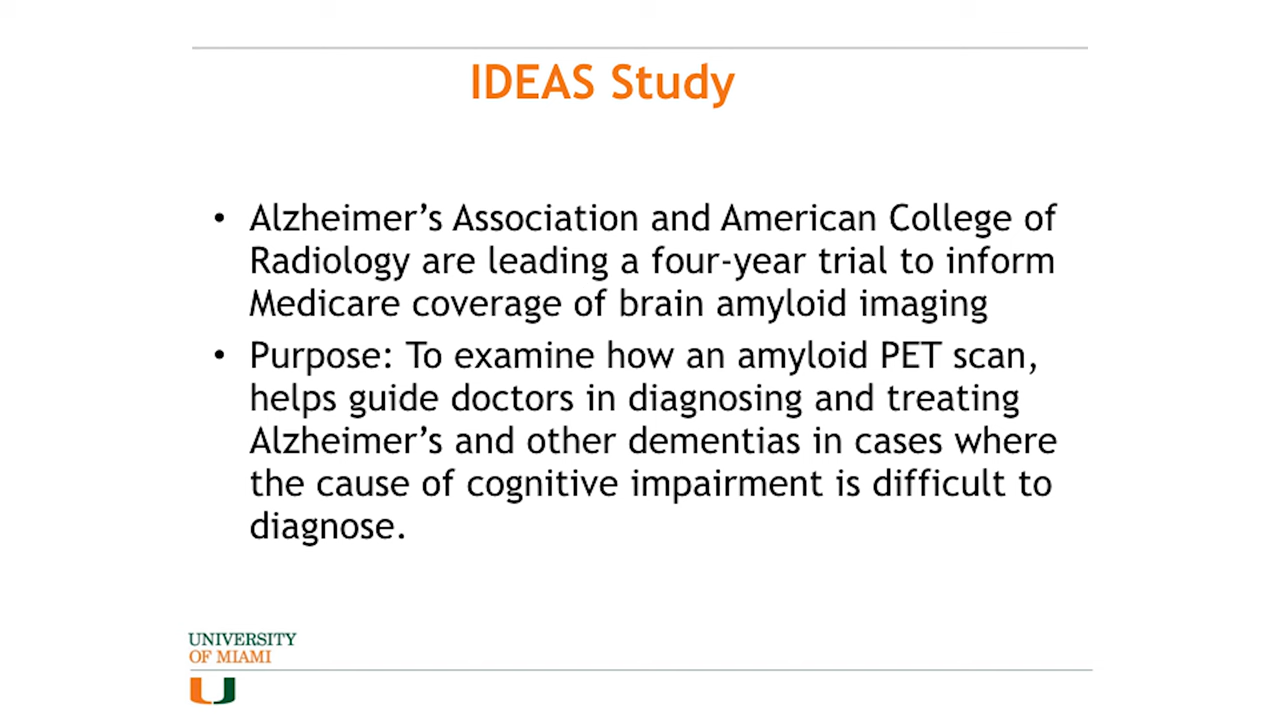 IDEAS Study
• Alzheimer’s Association and American College of
Radiology are leading a four-year trial to inform
Medicare coverage of brain amyloid imaging
• Purpose: To examine how an amyloid PET scan,
helps guide doctors in diagnosing and treating
Alzheimer’s and other dementias in cases where
the cause of cognitive impairment is difficult to
diagnose.
UNIVERSITY
OF MIAMI
U